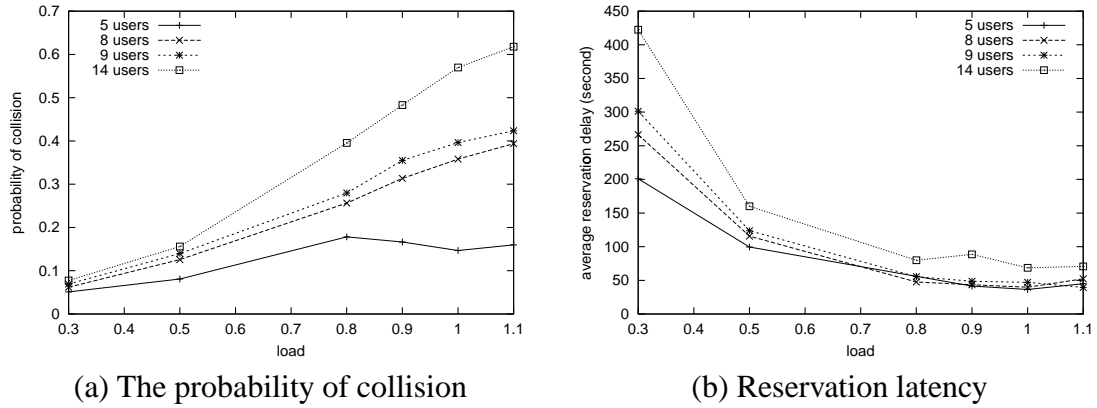 0.7
0.6
0.5
0.4
0.3
0.2
0.1
0
probability of collision
5 users
8 users
9 users
14 users
0.3 0.4 0.5 0.6 0.7 0.8 0.9 1 1.1
load
(a) The probability of collision
450
400
350
300
250
200
150
100
50
0
average reservation delay (second)
5 users
8 users
9 users
14 users
0.3 0.4 0.5 0.6 0.7 0.8 0.9 1 1.1
load
(b) Reservation latency